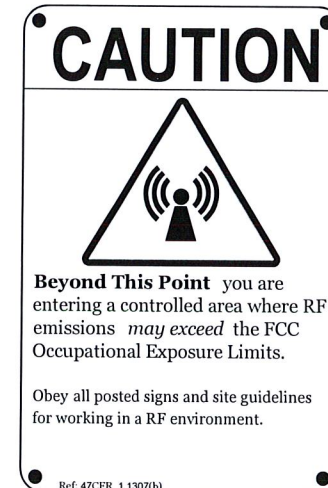 CAUTION
Beyond This Point you are
entering a controlled area where RF
emissions may exceed the FCC
Occupational Exposure Limits.
Obey all posted signs and site guidelines
for working in a RF environment.
Ref: 47CFR 1.1307(b)